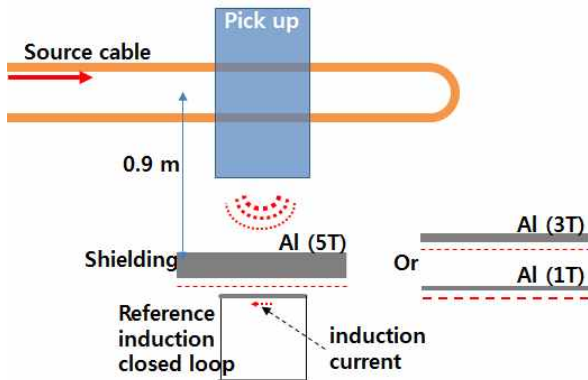 Pick up
Source cable
0.9 m
Al (5T)
Shielding
Al (3T)
Or
Al (1T)
Reference
induction
closed loop
induction
current